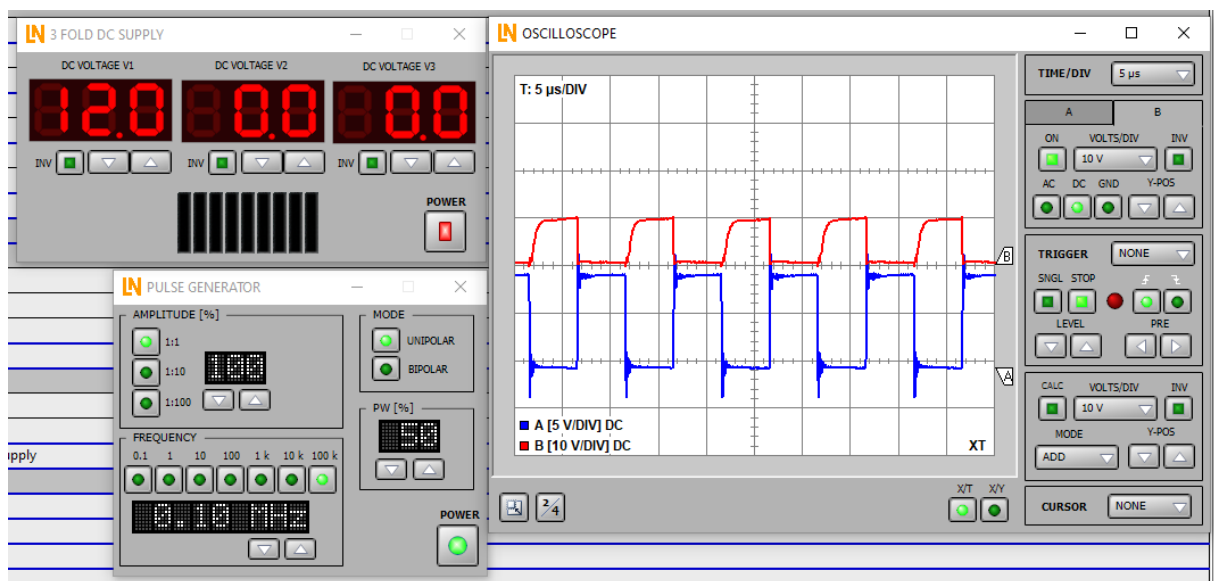 LN 3 FOLD DC SUPPLY
DC VOLTAGE V1 DC VOLTAGE V2 DC VOLTAGE V3
12.0 0.0 0.0
INV INV INV
POWER
LN PULSE GENERATOR
AMPLITUDE [%]
1:1
1:10
100
1:100
MODE
UNIPOLAR
BIPOLAR
PW [%]
50
FREQUENCY
0.1 1 10 100 1 k 10 k 100 k
0.10 MHz
POWER
upply
LN OSCILLOSCOPE
T: 5 µs/DIV
B
A
A [5 V/DIV] DC
B [10 V/DIV] DC
XT
2/4
X/T X/Y
TIME/DIV 5 µs
A B
ON VOLTS/DIV INV
10 V
AC DC GND Y-POS
TRIGGER NONE
SNGL STOP
LEVEL PRE
CALC VOLTS/DIV INV
10 V
MODE Y-POS
ADD
CURSOR NONE